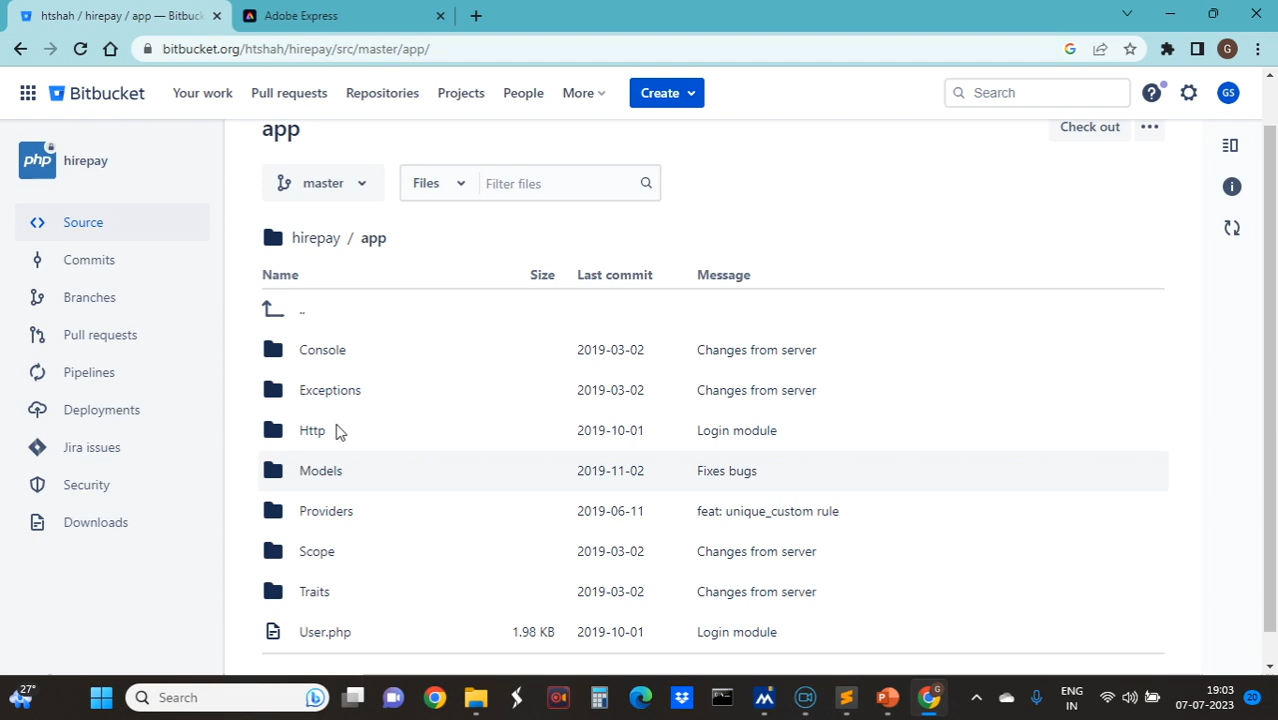 htshah / hirepay / app — Bitbuck
Adobe Express
bitbucket.org/htshah/hirepay/src/master/app/
G
Bitbucket
Your work
Pull requests
Repositories
Projects
People
More
Create
Search
GS
php
hirepay
app
Check out
master
Files
Filter files
Source
Commits
Branches
Pull requests
Pipelines
Deployments
Jira issues
Security
Downloads
hirepay / app
Name Size Last commit Message
..
Console 2019-03-02 Changes from server
Exceptions 2019-03-02 Changes from server
Http 2019-10-01 Login module
Models 2019-11-02 Fixes bugs
Providers 2019-06-11 feat: unique_custom rule
Scope 2019-03-02 Changes from server
Traits 2019-03-02 Changes from server
User.php 1.98 KB 2019-10-01 Login module
27°
Search
ENG
IN
19:03
07-07-2023
20